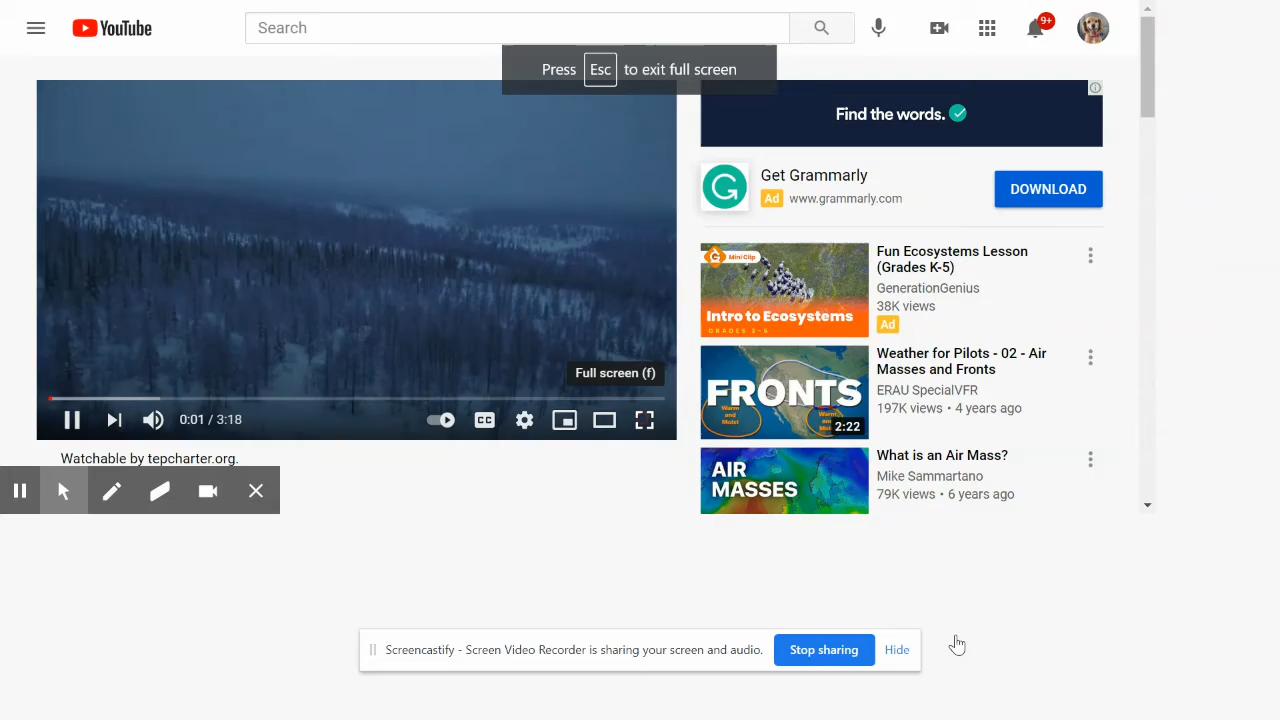 YouTube
Search
9+
Press Esc to exit full screen
Find the words.
Get Grammarly
Ad www.grammarly.com
DOWNLOAD
Full screen (f)
0:01 / 3:18
CC
Watchable by tepcharter.org.
Mini Clip
Intro to Ecosystems
GRADES 3-5
Fun Ecosystems Lesson
(Grades K-5)
GenerationGenius
38K views
Ad
FRONTS
Warm
and
Moist
Warm
and
2:22
Weather for Pilots - 02 - Air
Masses and Fronts
ERAU SpecialVFR
197K views • 4 years ago
AIR
MASSES
What is an Air Mass?
Mike Sammartano
79K views • 6 years ago
Screencastify - Screen Video Recorder is sharing your screen and audio.
Stop sharing
Hide